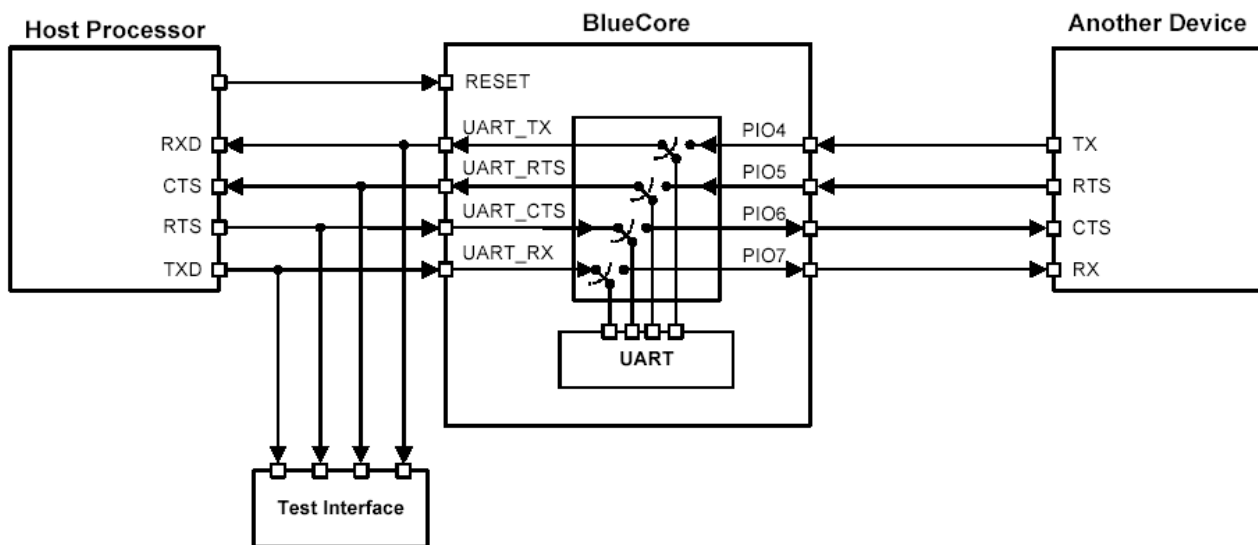 Host Processor
BlueCore
Another Device
RESET
RXD
UART_TX
PIO4
TX
CTS
UART_RTS
PIO5
RTS
RTS
UART_CTS
PIO6
CTS
TXD
UART_RX
PIO7
RX
UART
Test Interface